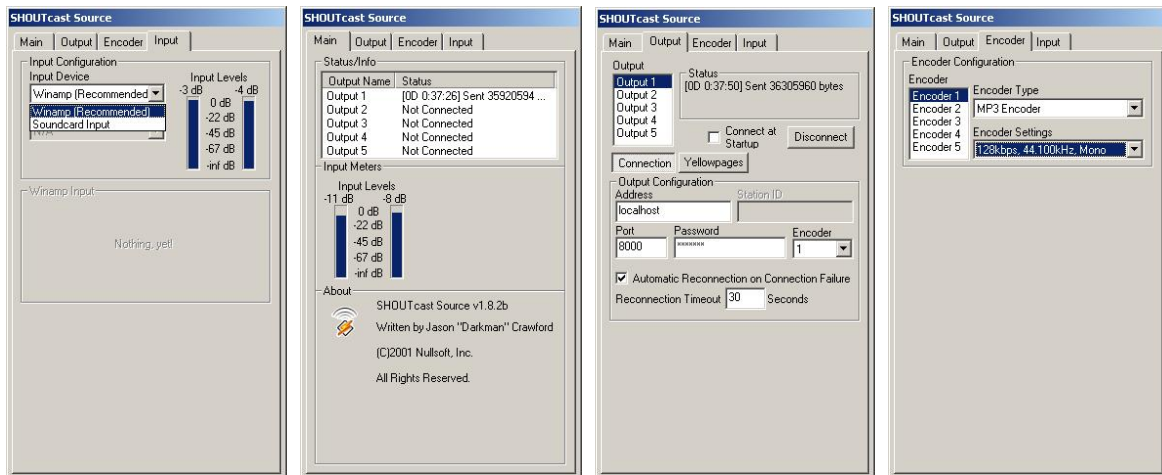 SHOUTcast Source
Main Output Encoder Input
Input Configuration
Input Device
Input Levels
Winamp (Recommended
Winamp (Recommended)
Soundcard Input
N/A
-3 dB -4 dB
0 dB
-22 dB
-45 dB
-67 dB
-inf dB
Winamp Input
Nothing, yet!
SHOUTcast Source
Main Output Encoder Input
Status/Info
Output Name Status
Output 1 [0D 0:37:26] Sent 35920594 ...
Output 2 Not Connected
Output 3 Not Connected
Output 4 Not Connected
Output 5 Not Connected
Input Meters
Input Levels
-11 dB -8 dB
0 dB
-22 dB
-45 dB
-67 dB
-inf dB
About
SHOUTcast Source v1.8.2b
Written by Jason "Darkman" Crawford
(C)2001 Nullsoft, Inc.
All Rights Reserved.
SHOUTcast Source
Main Output Encoder Input
Output
Output 1
Output 2
Output 3
Output 4
Output 5
Status
[0D 0:37:50] Sent 36305960 bytes
Connect at
Startup
Disconnect
Connection Yellowpages
Output Configuration
Address Station ID
localhost
Port Password Encoder
8000 ******* 1
Automatic Reconnection on Connection Failure
Reconnection Timeout 30 Seconds
SHOUTcast Source
Main Output Encoder Input
Encoder Configuration
Encoder
Encoder 1
Encoder 2
Encoder 3
Encoder 4
Encoder 5
Encoder Type
MP3 Encoder
Encoder Settings
128kbps, 44.100kHz, Mono